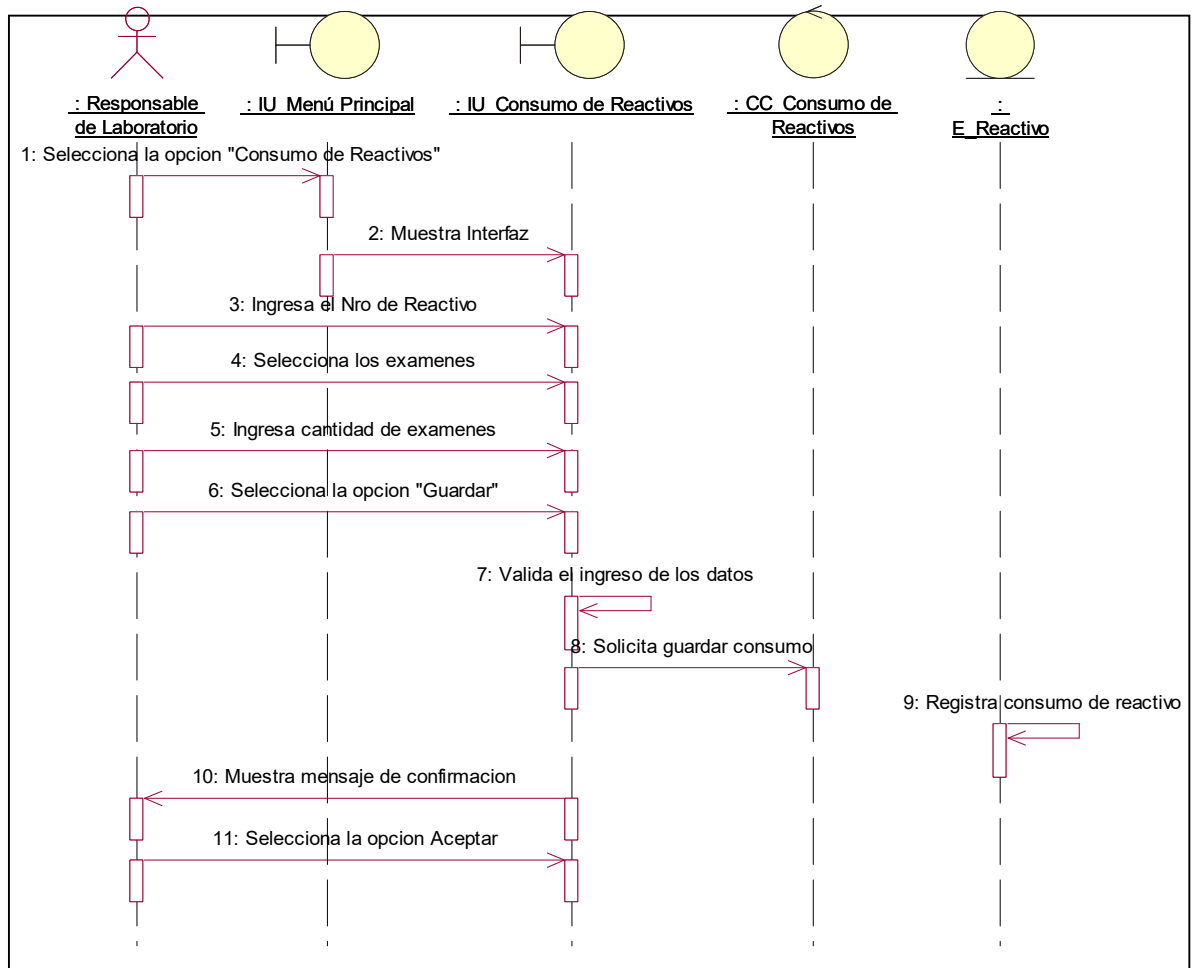 : Responsable
de Laboratorio
: IU_Menú Principal
: IU_Consumo de Reactivos
: CC_Consumo de
Reactivos
:
E_Reactivo
1: Selecciona la opcion "Consumo de Reactivos"
2: Muestra Interfaz
3: Ingresa el Nro de Reactivo
4: Selecciona los examenes
5: Ingresa cantidad de examenes
6: Selecciona la opcion "Guardar"
7: Valida el ingreso de los datos
8: Solicita guardar consumo
9: Registra consumo de reactivo
10: Muestra mensaje de confirmacion
11: Selecciona la opcion Aceptar